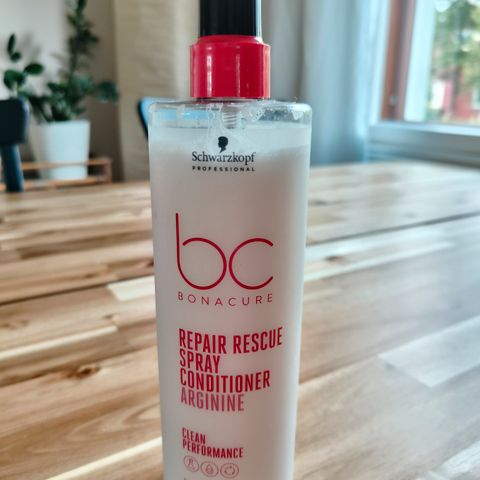 Schwarzkopf
PROFESSIONAL
bc
BONACURE
REPAIR RESCUE
SPRAY
CONDITIONER
ARGININE
CLEAN
PERFORMANCE